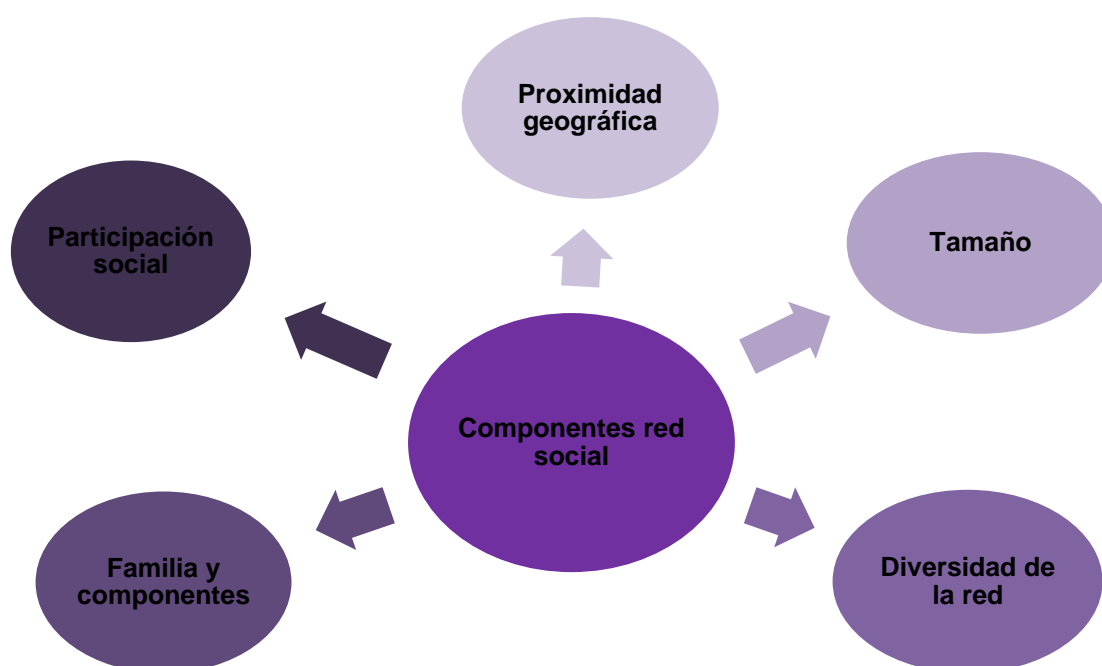 Proximidad
geográfica
Participación
social
Tamaño
Componentes red
social
Familia y
componentes
Diversidad de
la red